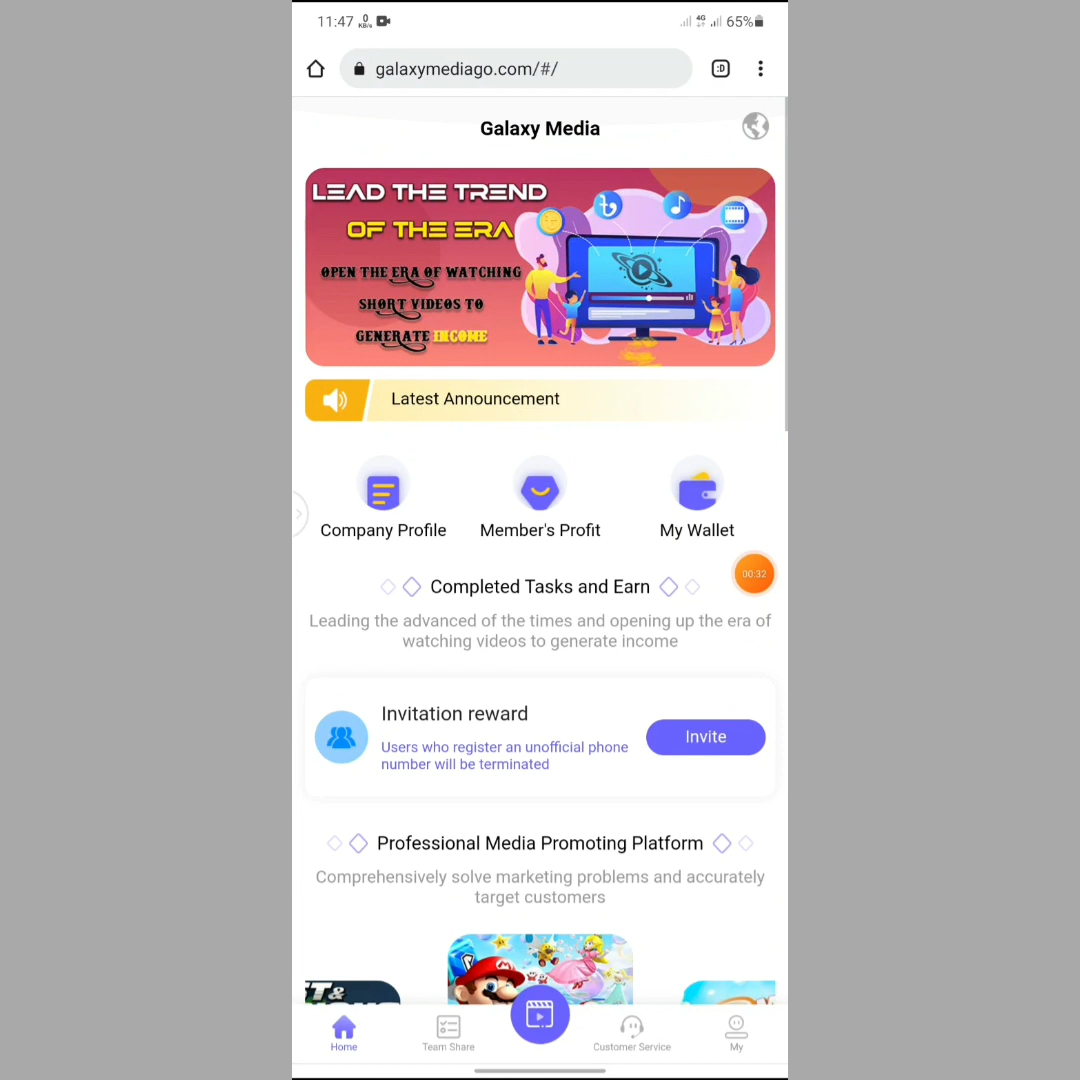 11:47 0 KB/s 4G 65%
galaxymediago.com/#/ :D
Galaxy Media
LEAD THE TREND
OF THE ERA
OPEN THE ERA OF WATCHING
SHORT VIDEOS TO
GENERATE INCOME
Latest Announcement
Company Profile Member's Profit My Wallet
Completed Tasks and Earn 00:32
Leading the advanced of the times and opening up the era of
watching videos to generate income
Invitation reward
Users who register an unofficial phone
number will be terminated
Invite
Professional Media Promoting Platform
Comprehensively solve marketing problems and accurately
target customers
Home Team Share Customer Service My